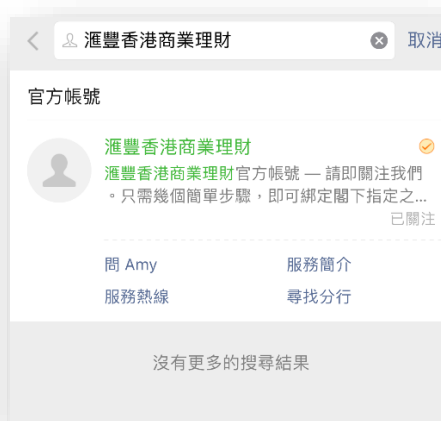 滙豐香港商業理財
取消
官方帳號
滙豐香港商業理財
滙豐香港商業理財官方帳號 — 請即關注我們
。只需幾個簡單步驟，即可綁定閣下指定之...
已關注
問 Amy
服務簡介
服務熱線
尋找分行
沒有更多的搜尋結果